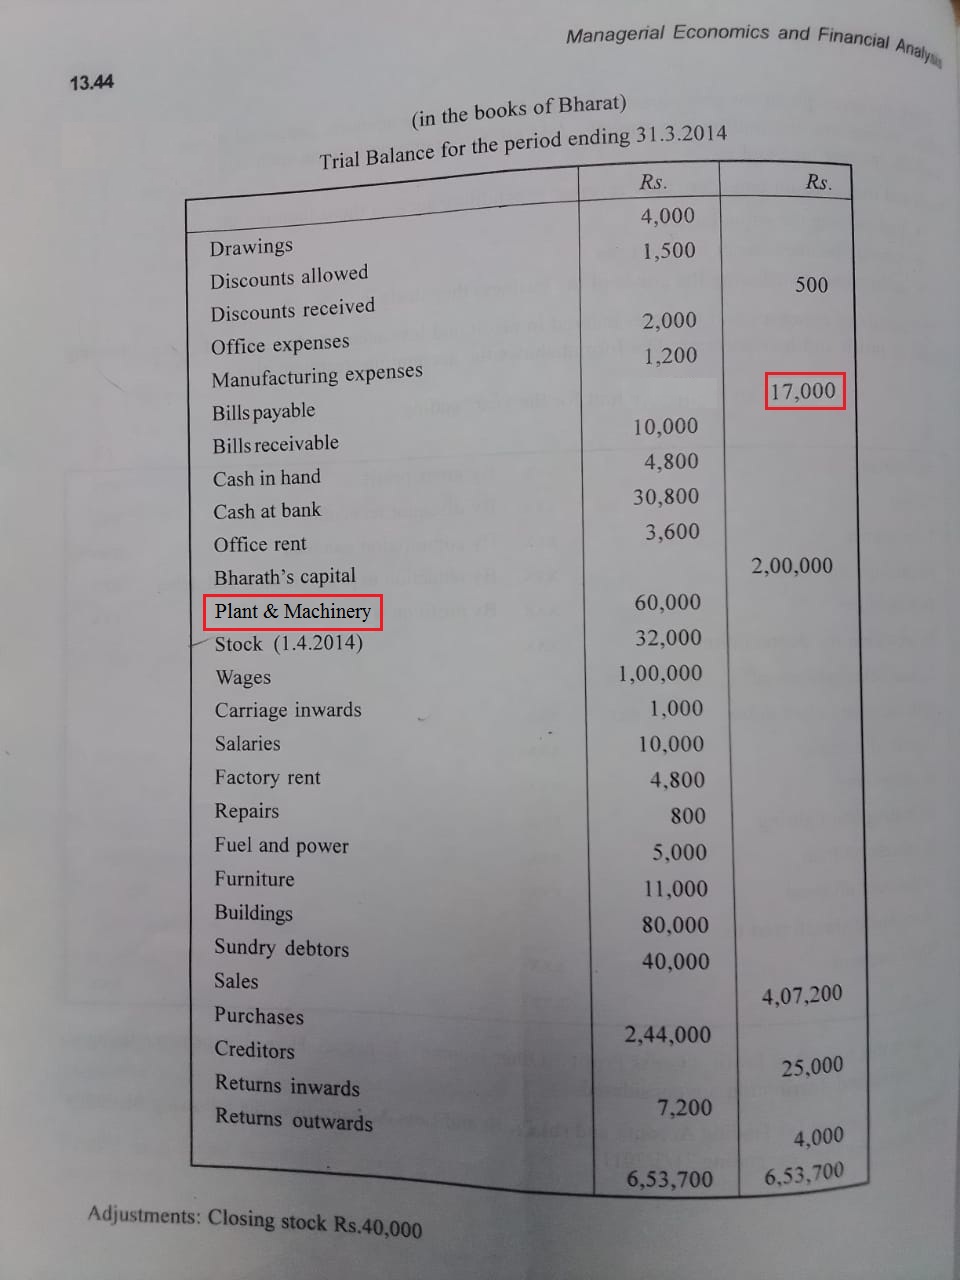 Managerial Economics and Financial Analysis
13.44
(in the books of Bharat)
Trial Balance for the period ending 31.3.2014
Rs. Rs.
Drawings 4,000
Discounts allowed 1,500
Discounts received 500
Office expenses 2,000
Manufacturing expenses 1,200
Bills payable 17,000
Bills receivable 10,000
Cash in hand 4,800
Cash at bank 30,800
Office rent 3,600
Bharath's capital 2,00,000
Plant & Machinery 60,000
Stock (1.4.2014) 32,000
Wages 1,00,000
Carriage inwards 1,000
Salaries 10,000
Factory rent 4,800
Repairs 800
Fuel and power 5,000
Furniture 11,000
Buildings 80,000
Sundry debtors 40,000
Sales 4,07,200
Purchases 2,44,000
Creditors 25,000
Returns inwards 7,200
Returns outwards 4,000
6,53,700 6,53,700
Adjustments: Closing stock Rs.40,000